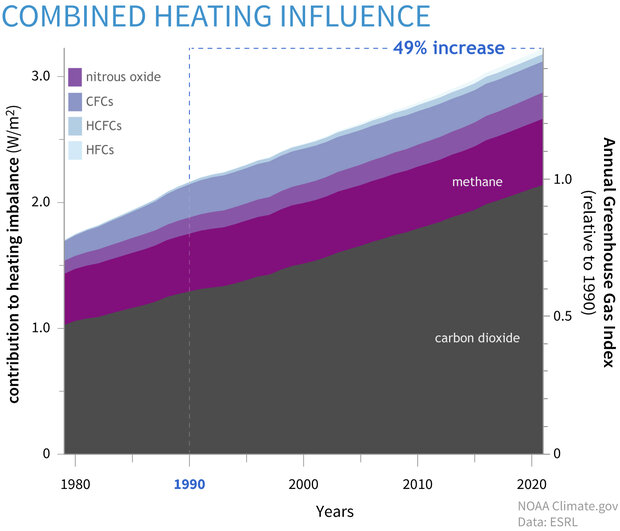 COMBINED HEATING INFLUENCE
49% increase
3.0
2.0
1.0
0
contribution to heating imbalance (W/m²)
nitrous oxide
CFCs
HCFCs
HFCs
methane
carbon dioxide
1.0
0.5
0
Annual Greenhouse Gas Index
(relative to 1990)
1980
1990
2000
2010
2020
Years
NOAA Climate.gov
Data: ESRL